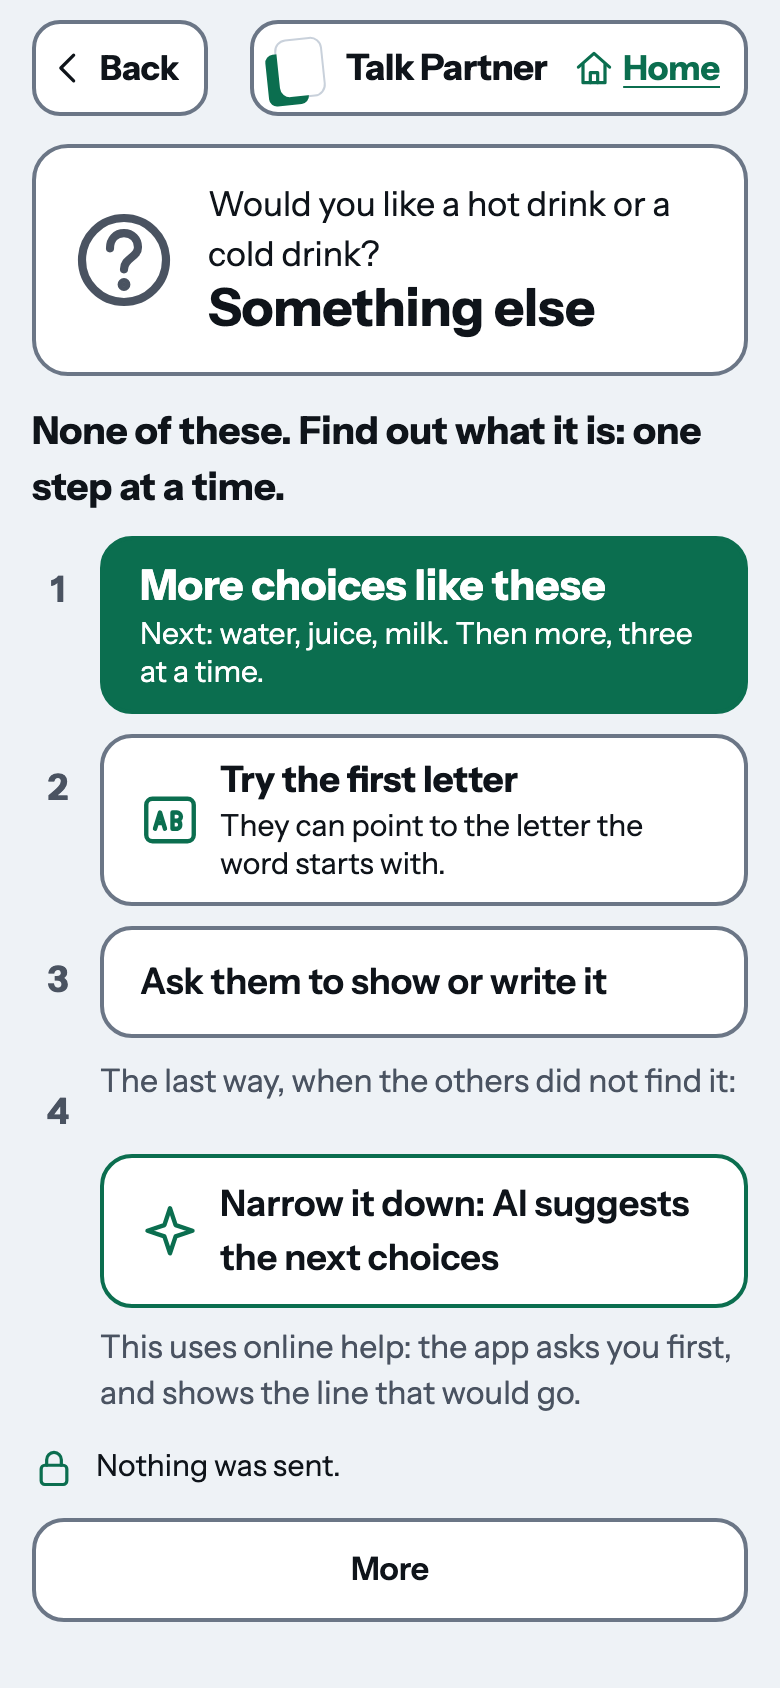 Back
Talk Partner
Home
Would you like a hot drink or a
cold drink?
Something else
None of these. Find out what it is: one
step at a time.
1
More choices like these
Next: water, juice, milk. Then more, three
at a time.
2
AB
Try the first letter
They can point to the letter the
word starts with.
3
Ask them to show or write it
The last way, when the others did not find it:
4
Narrow it down: AI suggests
the next choices
This uses online help: the app asks you first,
and shows the line that would go.
Nothing was sent.
More